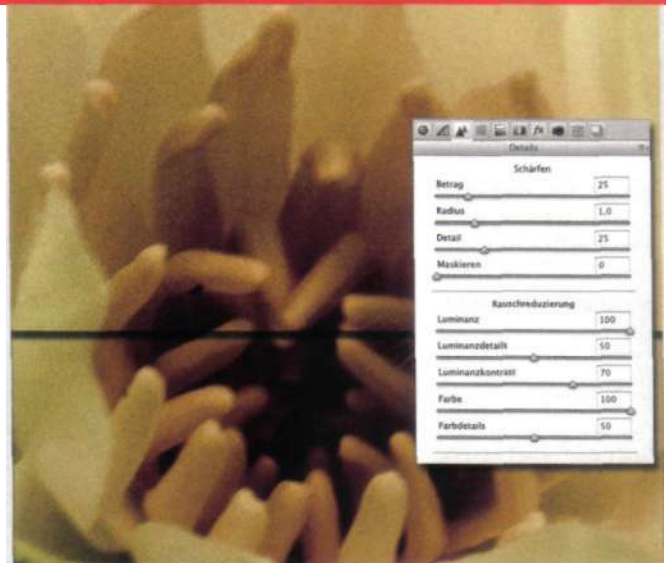 fx
Details
Schärfen
Betrag 25
Radius 1,0
Detail 25
Maskieren 0
Rauschreduzierung
Luminanz 100
Luminanzdetails 50
Luminanzkontrast 70
Farbe 100
Farbdetails 50